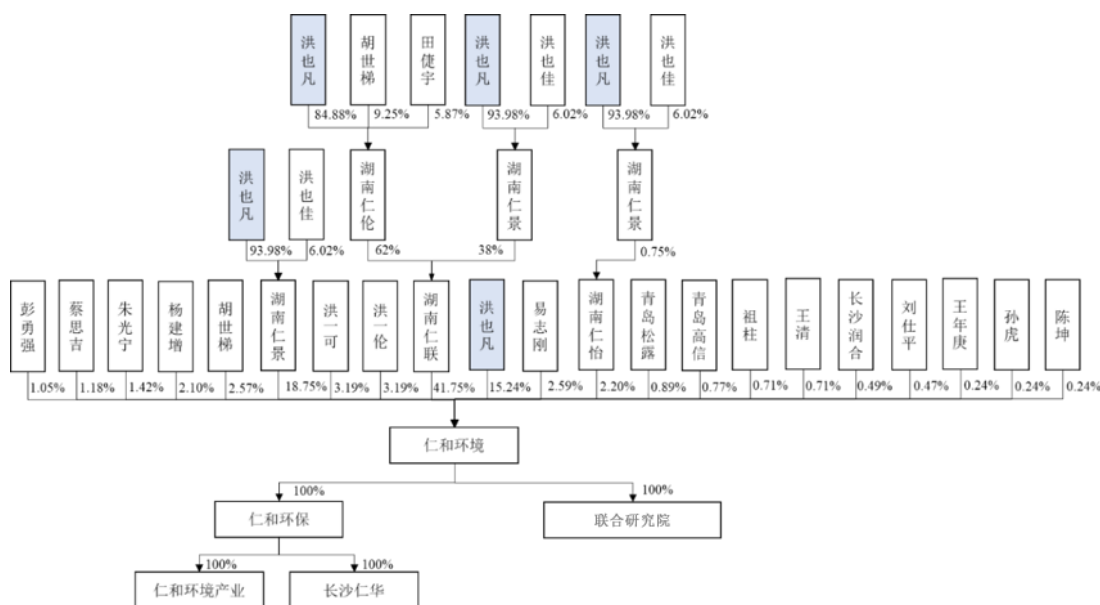 洪也凡
胡世梯
田倢宇
洪也凡
洪也佳
洪也凡
洪也佳
84.88%
9.25%
5.87%
93.98%
6.02%
93.98%
6.02%
洪也凡
洪也佳
湖南仁伦
湖南仁景
湖南仁景
93.98%
6.02%
62%
38%
0.75%
彭勇强
蔡思吉
朱光宁
杨建增
胡世梯
湖南仁景
洪一可
洪一伦
湖南仁联
洪也凡
易志刚
湖南仁怡
青岛松露
青岛高信
祖柱
王清
长沙润合
刘仕平
王年庚
孙虎
陈坤
1.05%
1.18%
1.42%
2.10%
2.57%
18.75%
3.19%
3.19%
41.75%
15.24%
2.59%
2.20%
0.89%
0.77%
0.71%
0.71%
0.49%
0.47%
0.24%
0.24%
0.24%
仁和环境
100%
100%
仁和环保
联合研究院
100%
100%
仁和环境产业
长沙仁华